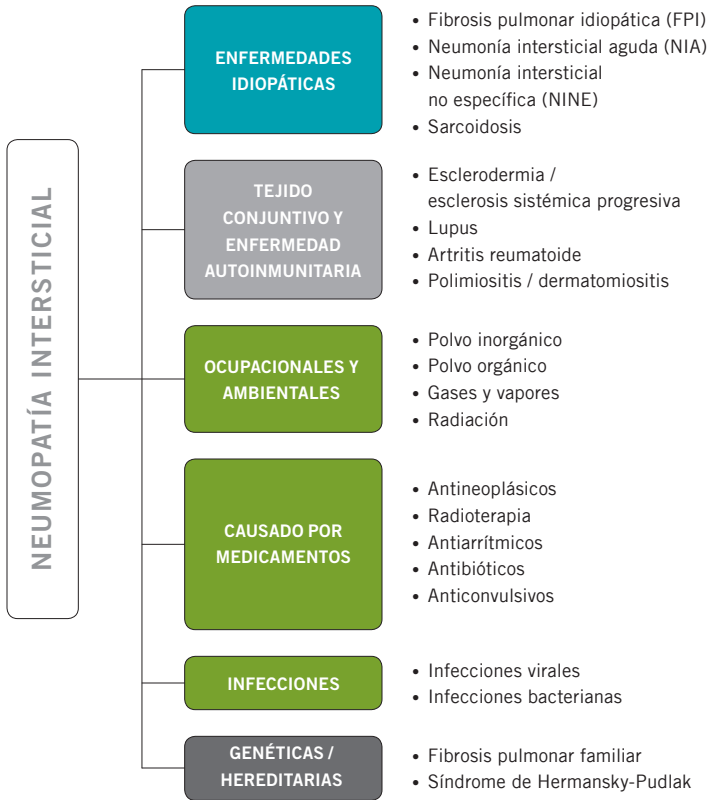 NEUMOPATÍA INTERSTICIAL
ENFERMEDADES
IDIOPÁTICAS
• Fibrosis pulmonar idiopática (FPI)
• Neumonía intersticial aguda (NIA)
• Neumonía intersticial
no específica (NINE)
• Sarcoidosis
TEJIDO
CONJUNTIVO Y
ENFERMEDAD
AUTOINMUNITARIA
• Esclerodermia /
esclerosis sistémica progresiva
• Lupus
• Artritis reumatoide
• Polimiositis / dermatomiositis
OCUPACIONALES Y
AMBIENTALES
• Polvo inorgánico
• Polvo orgánico
• Gases y vapores
• Radiación
CAUSADO POR
MEDICAMENTOS
• Antineoplásicos
• Radioterapia
• Antiarrítmicos
• Antibióticos
• Anticonvulsivos
INFECCIONES
• Infecciones virales
• Infecciones bacterianas
GENÉTICAS /
HEREDITARIAS
• Fibrosis pulmonar familiar
• Síndrome de Hermansky-Pudlak